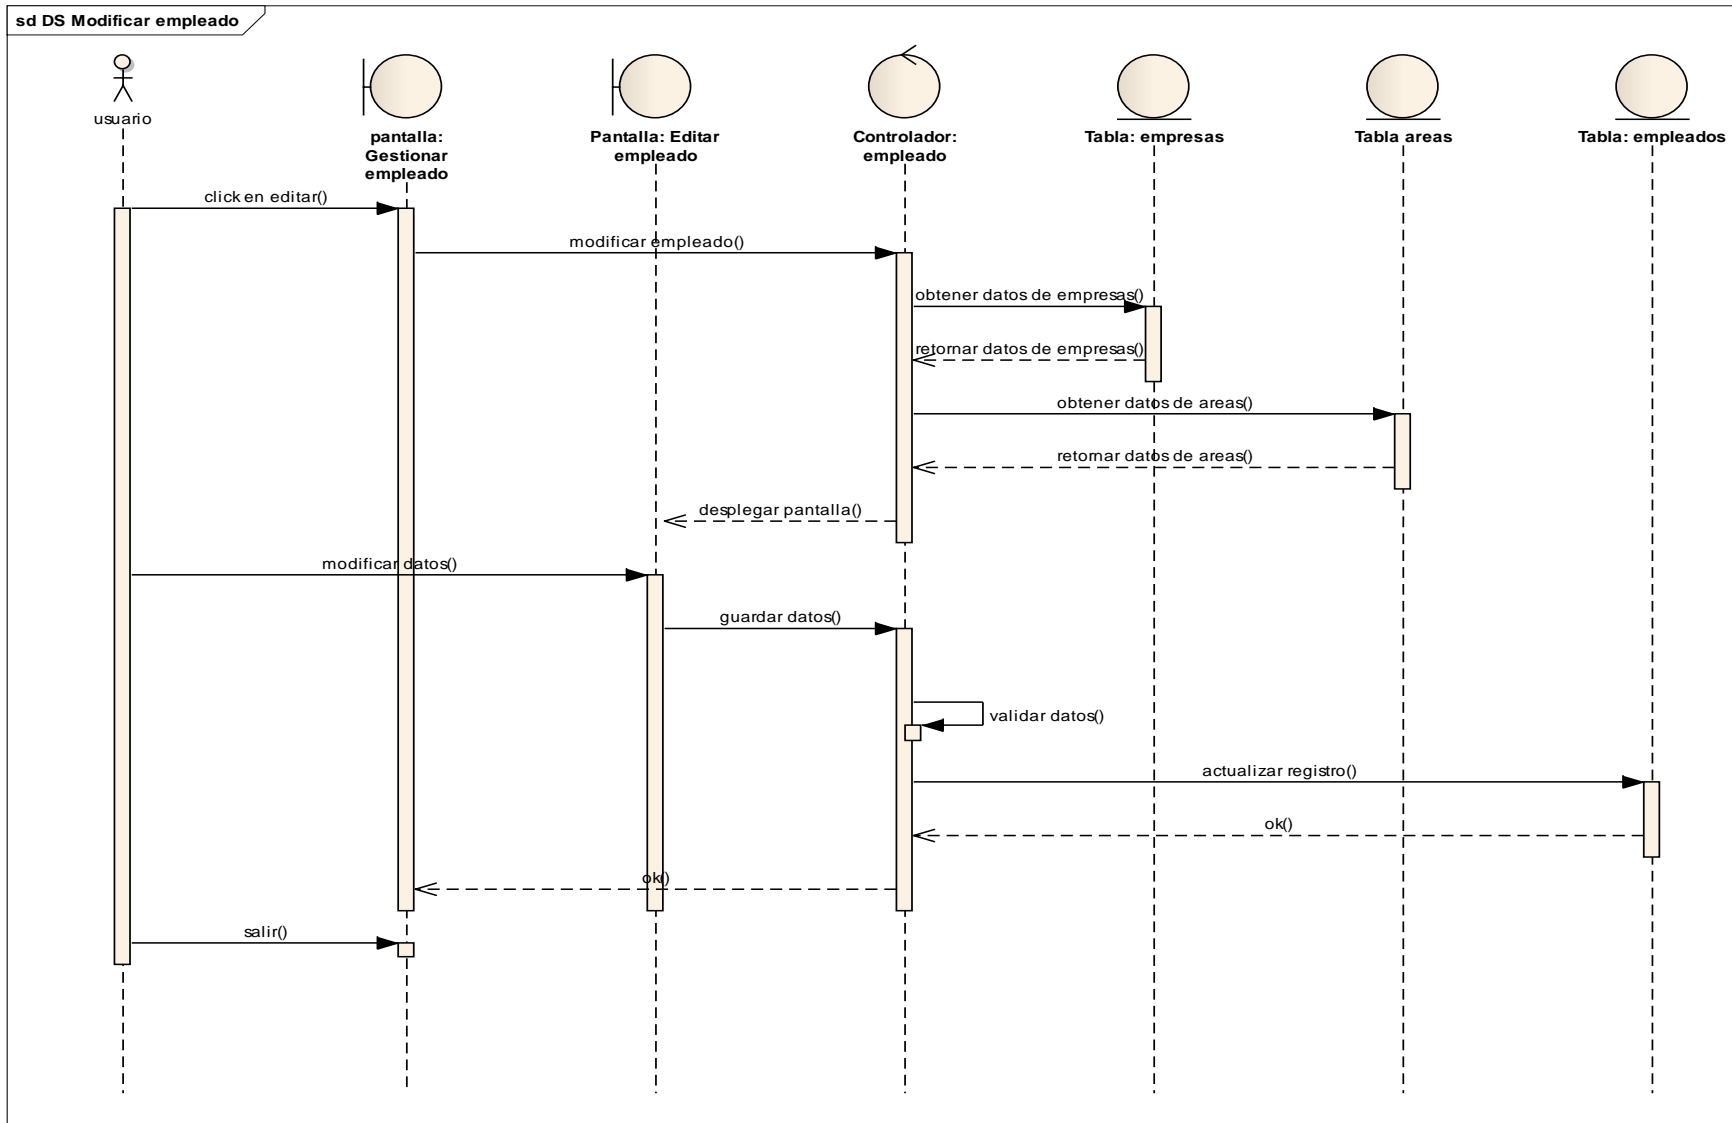 sd DS Modificar empleado
usuario
pantalla:
Gestionar
empleado
Pantalla: Editar
empleado
Controlador:
empleado
Tabla: empresas
Tabla areas
Tabla: empleados
click en editar()
modificar empleado()
obtener datos de empresas()
retornar datos de empresas()
obtener datos de areas()
retornar datos de areas()
desplegar pantalla()
modificar datos()
guardar datos()
validar datos()
actualizar registro()
ok()
ok()
salir()